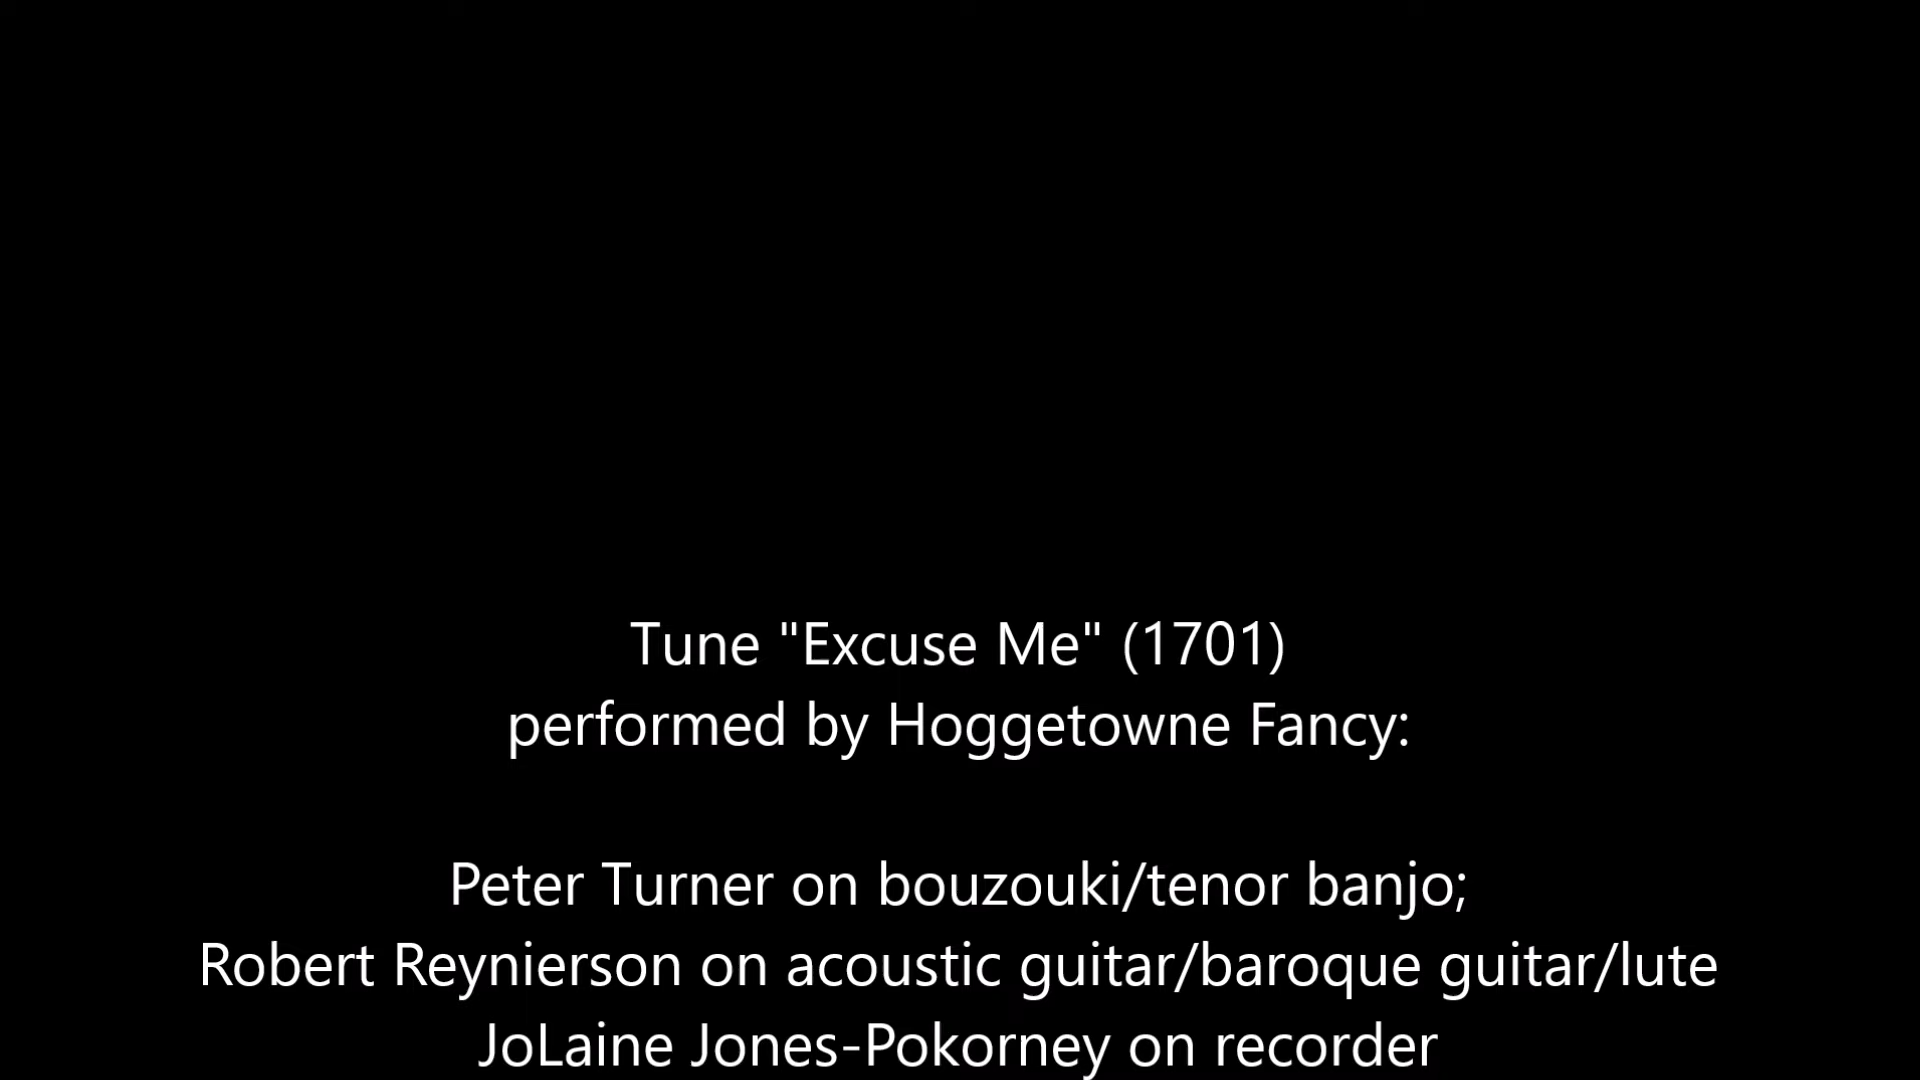 Tune "Excuse Me" (1701)
performed by Hoggetowne Fancy:
Peter Turner on bouzouki/tenor banjo;
Robert Reynierson on acoustic guitar/baroque guitar/lute
JoLaine Jones-Pokorney on recorder